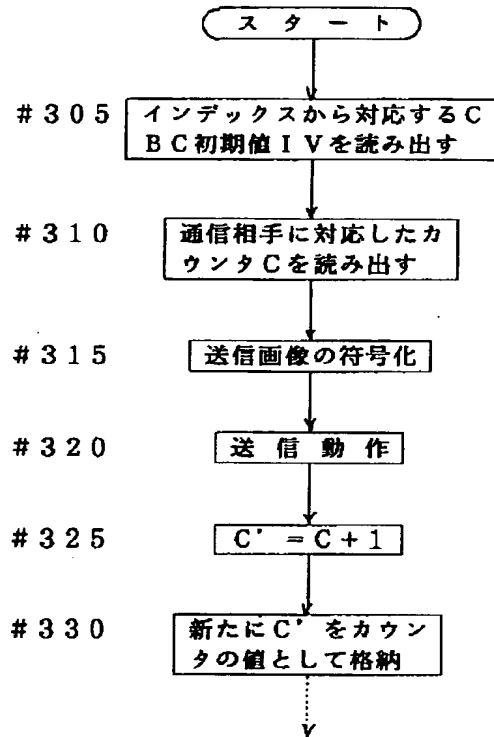 スタート
#305 インデックスから対応するC
BC初期値IVを読み出す
#310 通信相手に対応したカ
ウンタCを読み出す
#315 送信画像の符号化
#320 送信動作
#325 C'=C+1
#330 新たにC'をカウン
タの値として格納